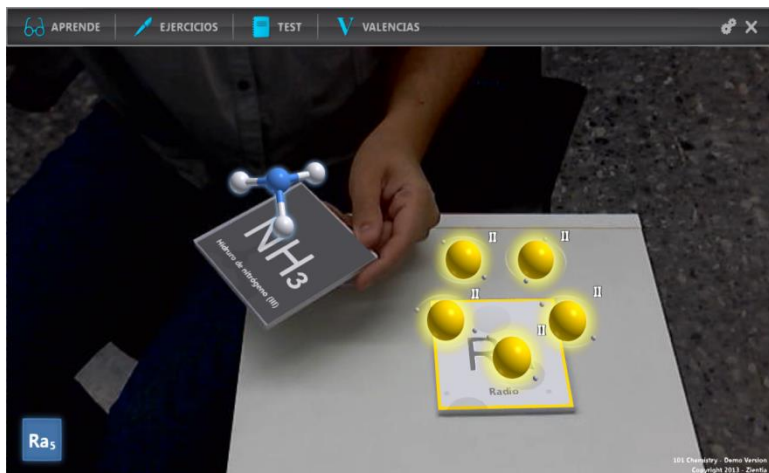 APRENDE
EJERCICIOS
TEST
V VALENCIAS
NH₃
Hidruro de nitrógeno (III)
II
II
II
II
II
R
Radio
Ra₅
101 Chemistry - Demo Version
Copyright 2013 - Zientia